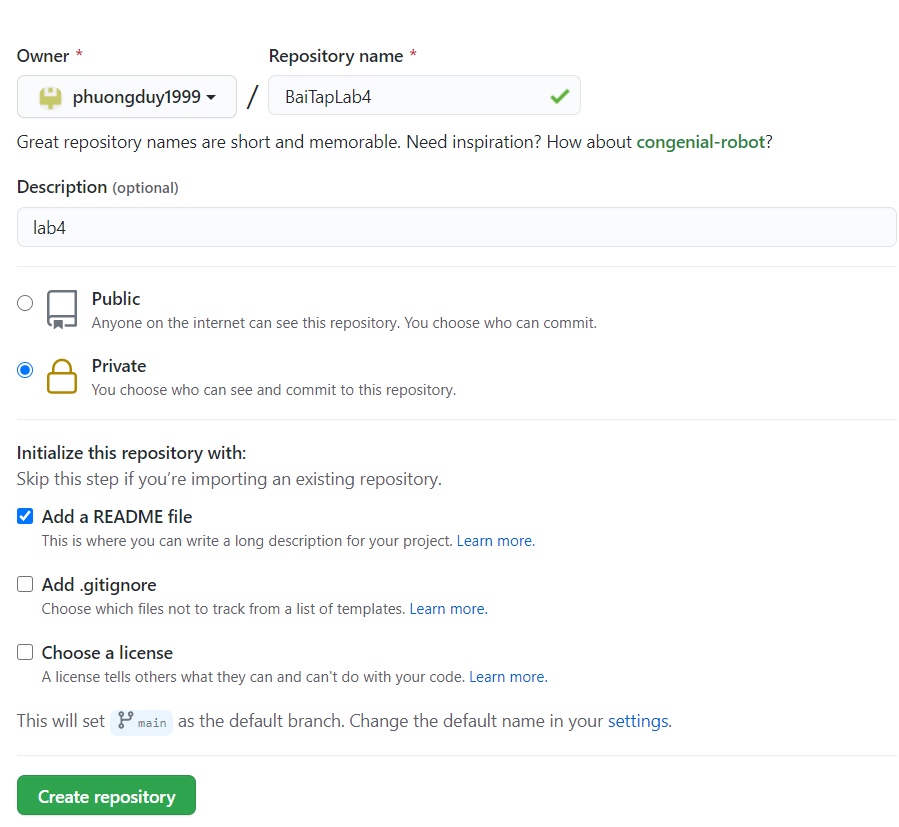 Owner *
Repository name *
phuongduy1999 / BaiTapLab4
Great repository names are short and memorable. Need inspiration? How about congenial-robot?
Description (optional)
lab4
Public
Anyone on the internet can see this repository. You choose who can commit.
Private
You choose who can see and commit to this repository.
Initialize this repository with:
Skip this step if you're importing an existing repository.
Add a README file
This is where you can write a long description for your project. Learn more.
Add .gitignore
Choose which files not to track from a list of templates. Learn more.
Choose a license
A license tells others what they can and can't do with your code. Learn more.
This will set main as the default branch. Change the default name in your settings.
Create repository